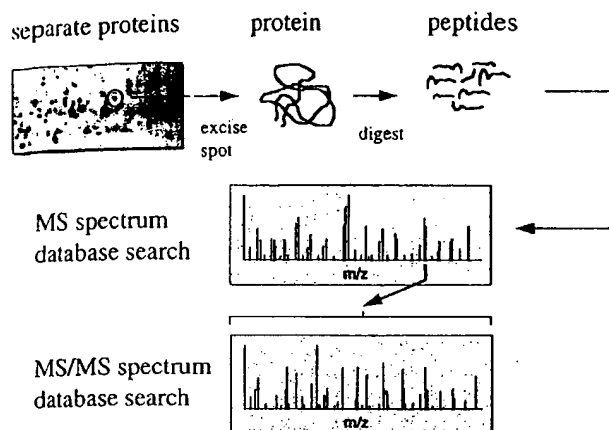 separate proteins
protein
peptides
excise
spot
digest
MS spectrum
database search
m/z
MS/MS spectrum
database search
m/z